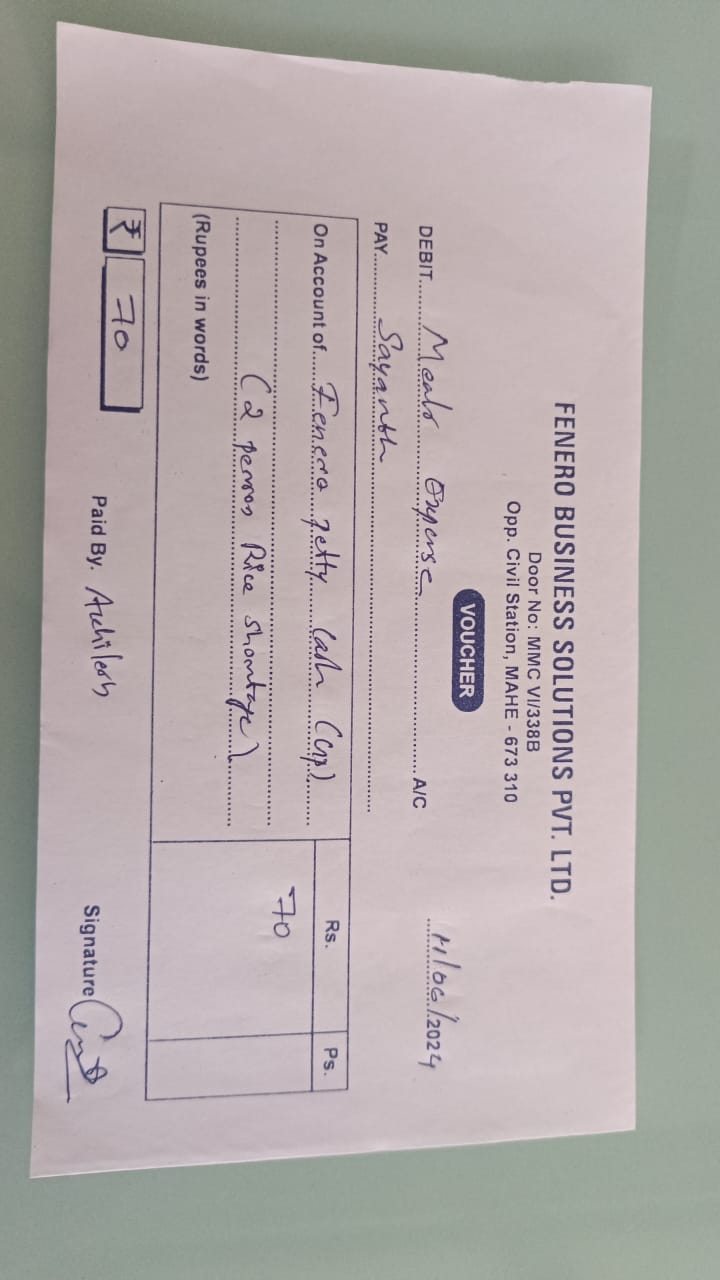 FENERO BUSINESS SOLUTIONS PVT. LTD.
Door No: MMC VI/338B
Opp. Civil Station, MAHE - 673 310
VOUCHER
11/06/2024
DEBIT Meals Expense A/C
PAY Sayanth
Rs. Ps.
On Account of Fenero petty cash
70
(2 person Rice shortage)
(Rupees in words)
₹ 70
Paid By. Akhilesh
Signature